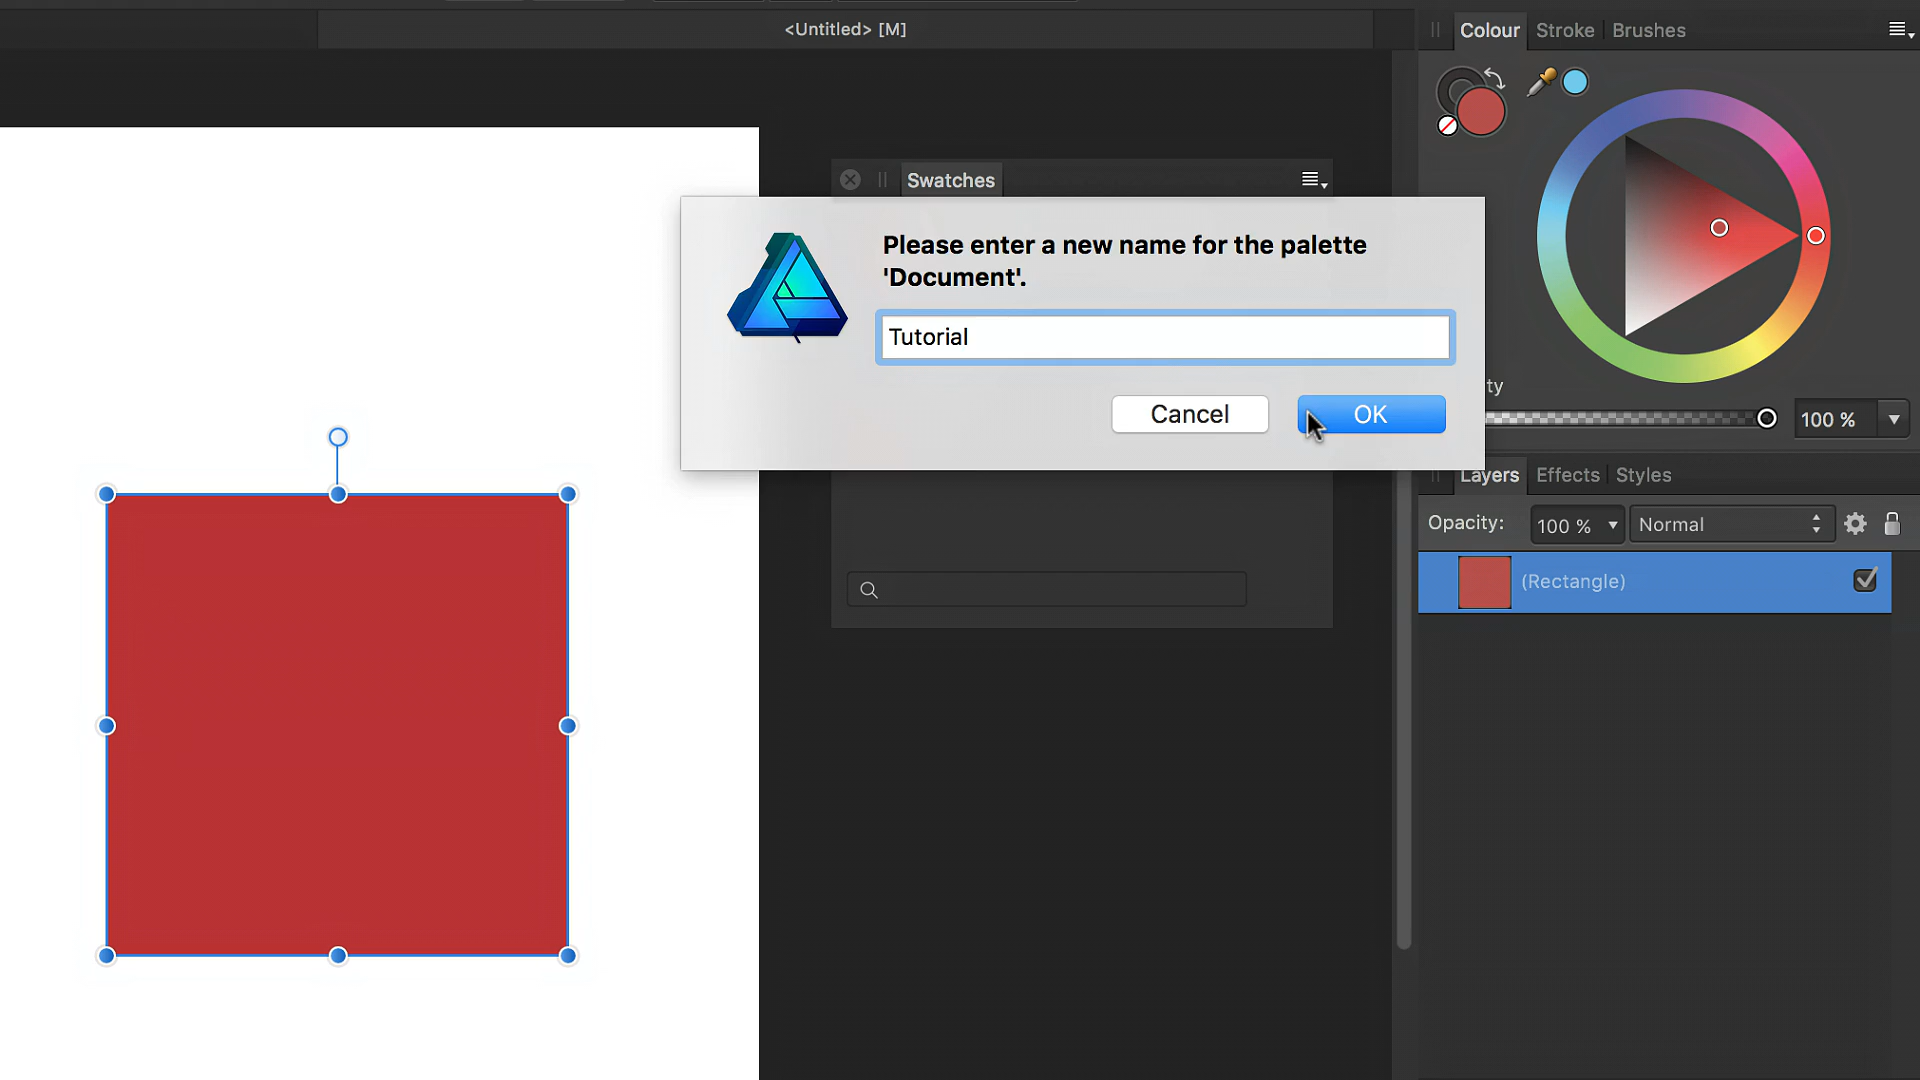 <Untitled> [M]
Colour Stroke Brushes
Swatches
Please enter a new name for the palette
'Document'.
Tutorial
Cancel
OK
ty
100 %
Layers Effects Styles
Opacity: 100 % Normal
(Rectangle)